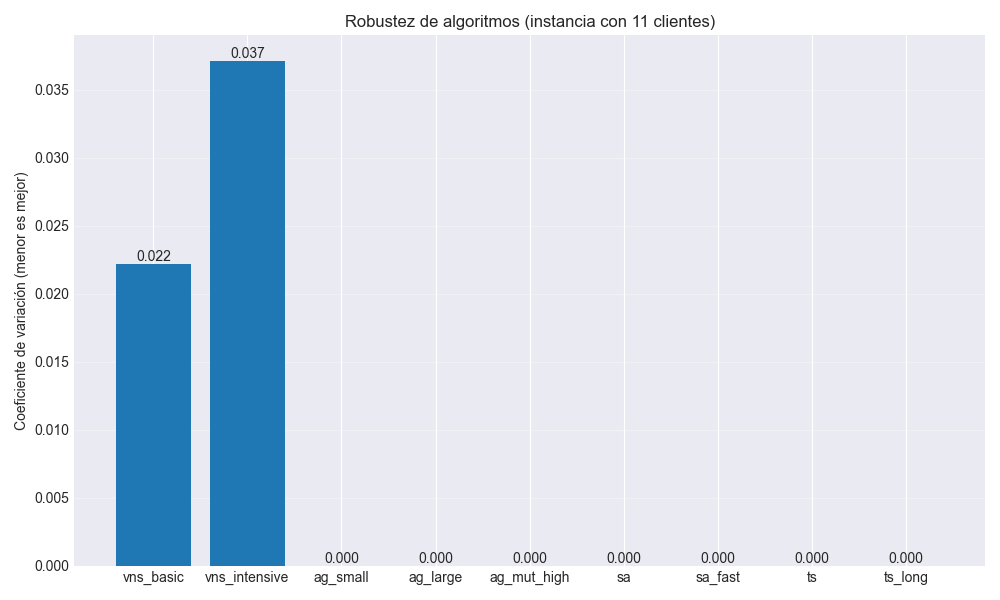 Robustez de algoritmos (instancia con 11 clientes)
Coeficiente de variación (menor es mejor)
0.035
0.030
0.025
0.020
0.015
0.010
0.005
0.000
0.022
0.037
0.000
0.000
0.000
0.000
0.000
0.000
0.000
vns_basic
vns_intensive
ag_small
ag_large
ag_mut_high
sa
sa_fast
ts
ts_long